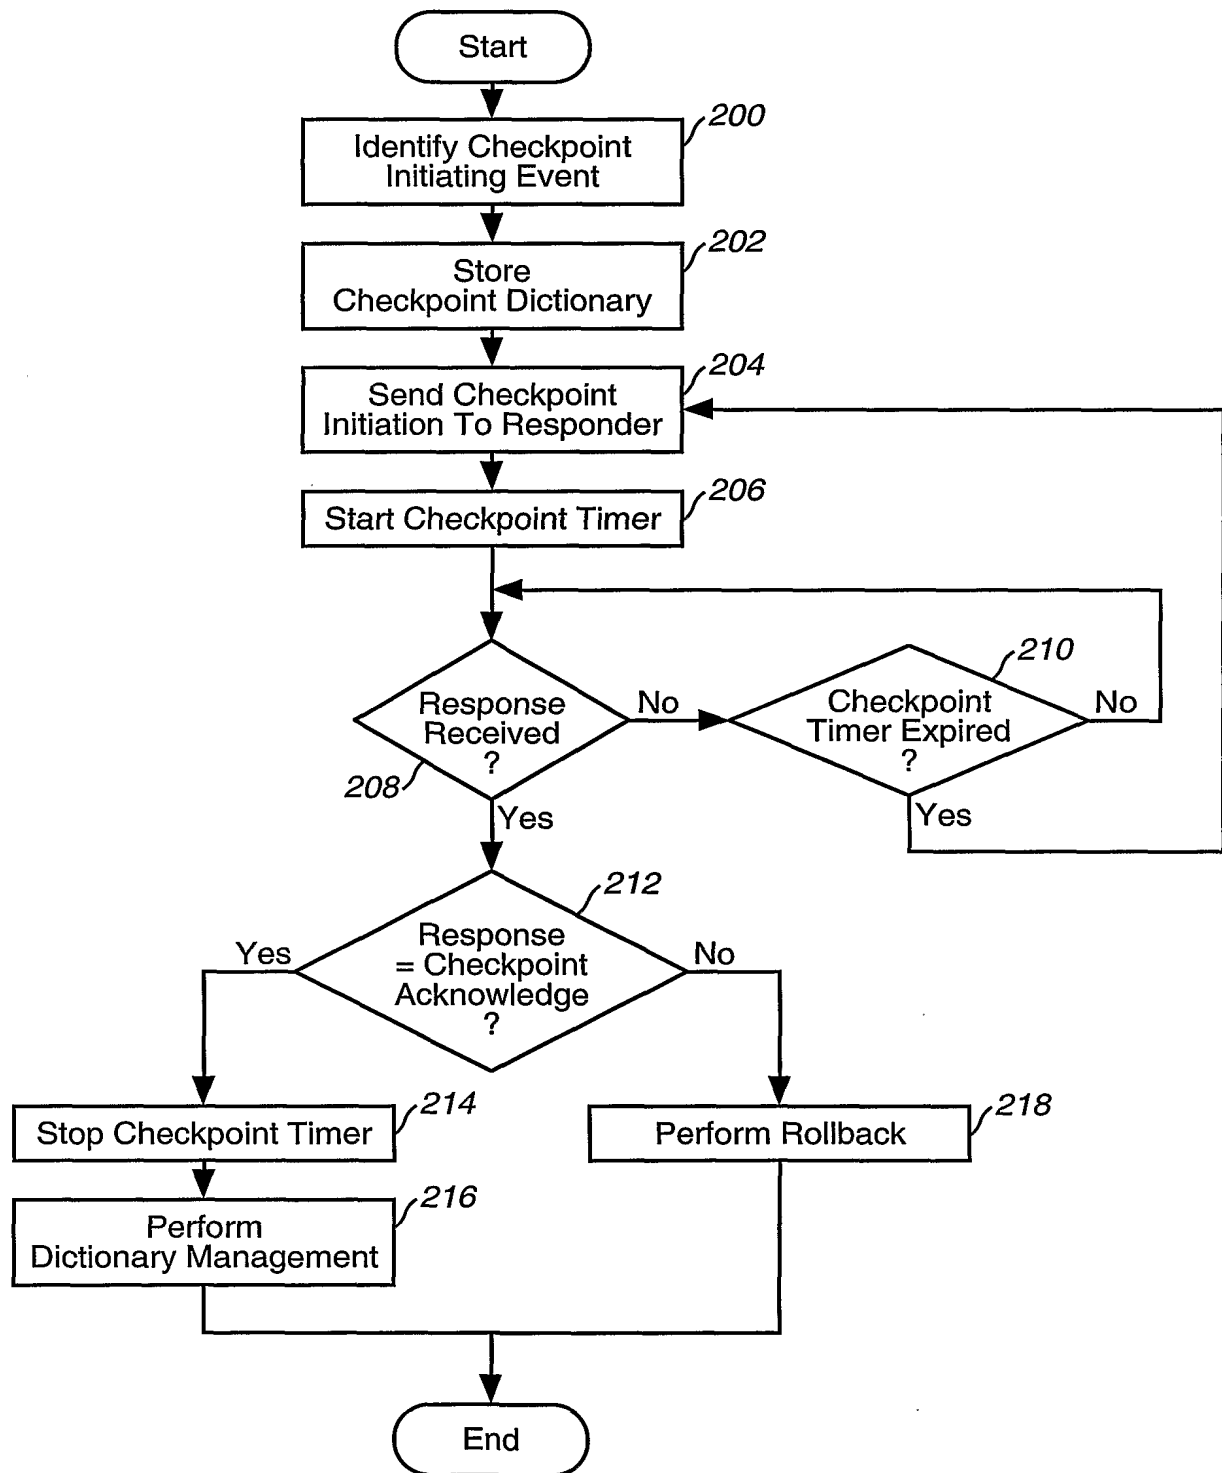 Start
200
Identify Checkpoint
Initiating Event
202
Store
Checkpoint Dictionary
204
Send Checkpoint
Initiation To Responder
206
Start Checkpoint Timer
210
Response
Received
?
No
Checkpoint
Timer Expired
?
No
208
Yes
Yes
212
Response
= Checkpoint
Acknowledge
?
Yes
No
214
Stop Checkpoint Timer
218
Perform Rollback
216
Perform
Dictionary Management
End